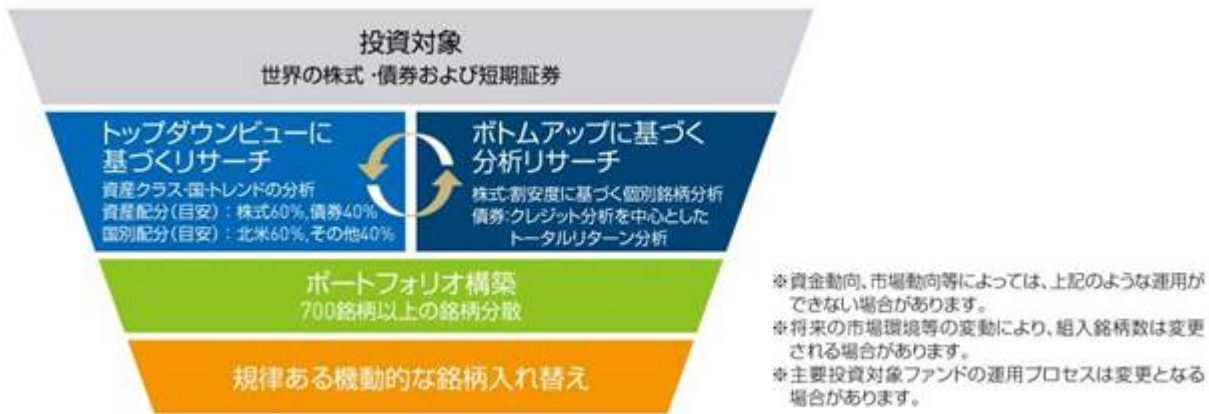 投資対象
世界の株式・債券および短期証券
トップダウンビューに
基づくリサーチ
資産クラス・国・トレンドの分析
資産配分(目安)：株式60%,債券40%
国別配分(目安)：北米60%,その他40%
ボトムアップに基づく
分析リサーチ
株式:割安度に基づく個別銘柄分析
債券:クレジット分析を中心とした
トータルリターン分析
ポートフォリオ構築
700銘柄以上の銘柄分散
規律ある機動的な銘柄入れ替え
※資金動向、市場動向等によっては、上記のような運用が
できない場合があります。
※将来の市場環境等の変動により、組入銘柄数は変更
される場合があります。
※主要投資対象ファンドの運用プロセスは変更となる
場合があります。